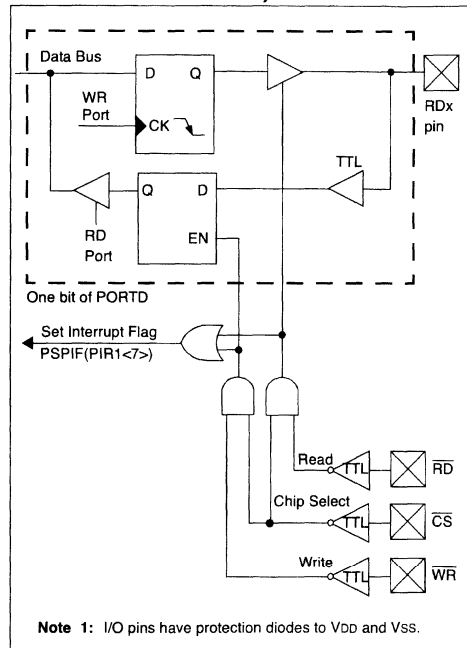 Data Bus
D Q
WR
Port
CK
RDx
pin
TTL
Q D
EN
RD
Port
One bit of PORTD
Set Interrupt Flag
PSPIF(PIR1<7>)
Read
TTL
RD
Chip Select
TTL
CS
Write
TTL
WR
Note 1: I/O pins have protection diodes to VDD and VSS.